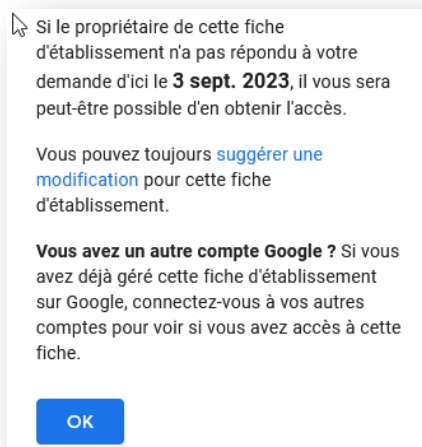 Si le propriétaire de cette fiche
d'établissement n'a pas répondu à votre
demande d'ici le 3 sept. 2023, il vous sera
peut-être possible d'en obtenir l'accès.
Vous pouvez toujours suggérer une
modification pour cette fiche
d'établissement.
Vous avez un autre compte Google ? Si vous
avez déjà géré cette fiche d'établissement
sur Google, connectez-vous à vos autres
comptes pour voir si vous avez accès à cette
fiche.
OK